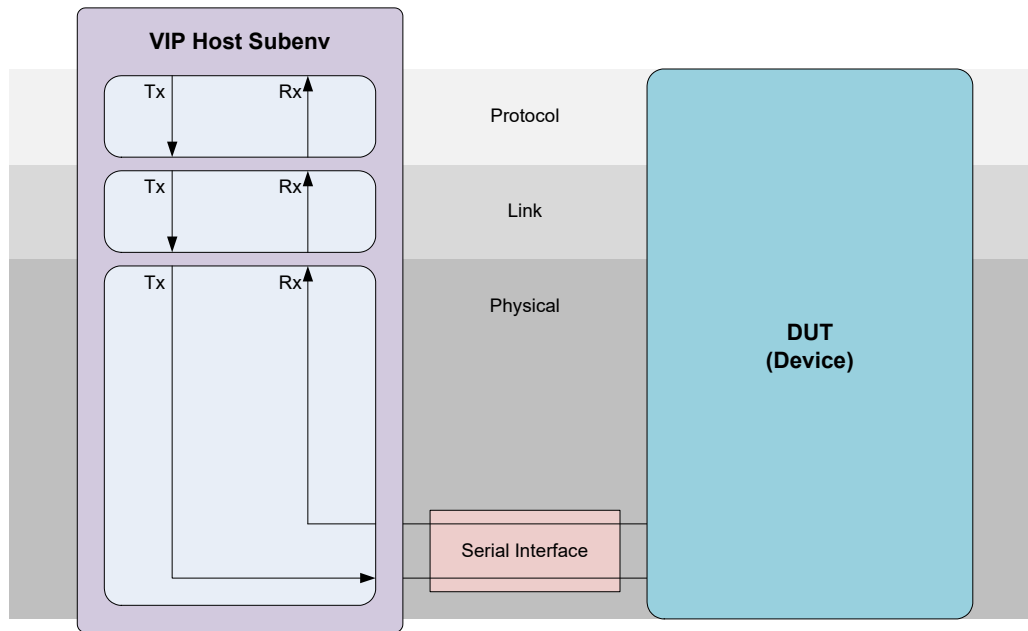 VIP Host Subenv
Tx
Rx
Protocol
Tx
Rx
Link
Tx
Rx
Physical
DUT
(Device)
Serial Interface